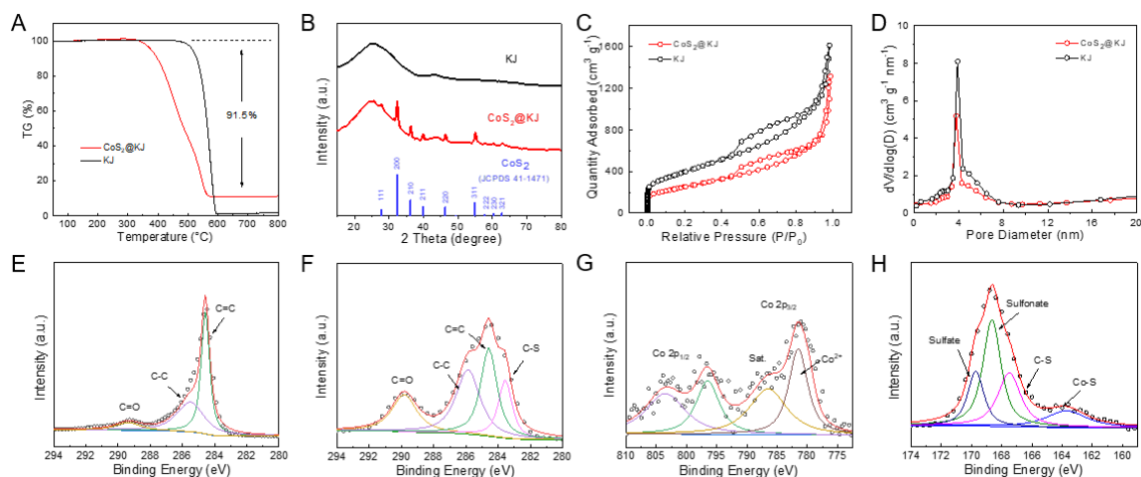 A
TG (%)
100
80
60
40
20
0
91.5%
CoS2@KJ
KJ
100 200 300 400 500 600 700 800
Temperature (°C)
B
Intensity (a.u.)
KJ
CoS2@KJ
CoS2
(JCPDS 41-1471)
111
200
210
211
220
311
222
230
321
20 30 40 50 60 70 80
2 Theta (degree)
C
Quantity Adsorbed (cm3 g-1)
1600
1200
800
400
0
CoS2@KJ
KJ
0.0 0.2 0.4 0.6 0.8 1.0
Relative Pressure (P/P0)
D
dV/dlog(D) (cm3 g-1 nm-1)
10
8
6
4
2
0
CoS2@KJ
KJ
0 4 8 12 16 20
Pore Diameter (nm)
E
Intensity (a.u.)
C=C
C-C
C=O
294 292 290 288 286 284 282 280
Binding Energy (eV)
F
Intensity (a.u.)
C=C
C-C
C-S
C=O
294 292 290 288 286 284 282 280
Binding Energy (eV)
G
Intensity (a.u.)
Co 2p3/2
Co 2p1/2
Sat.
Co2+
810 805 800 795 790 785 780 775
Binding Energy (eV)
H
Intensity (a.u.)
Sulfonate
Sulfate
C-S
Co-S
174 172 170 168 166 164 162 160
Binding Energy (eV)